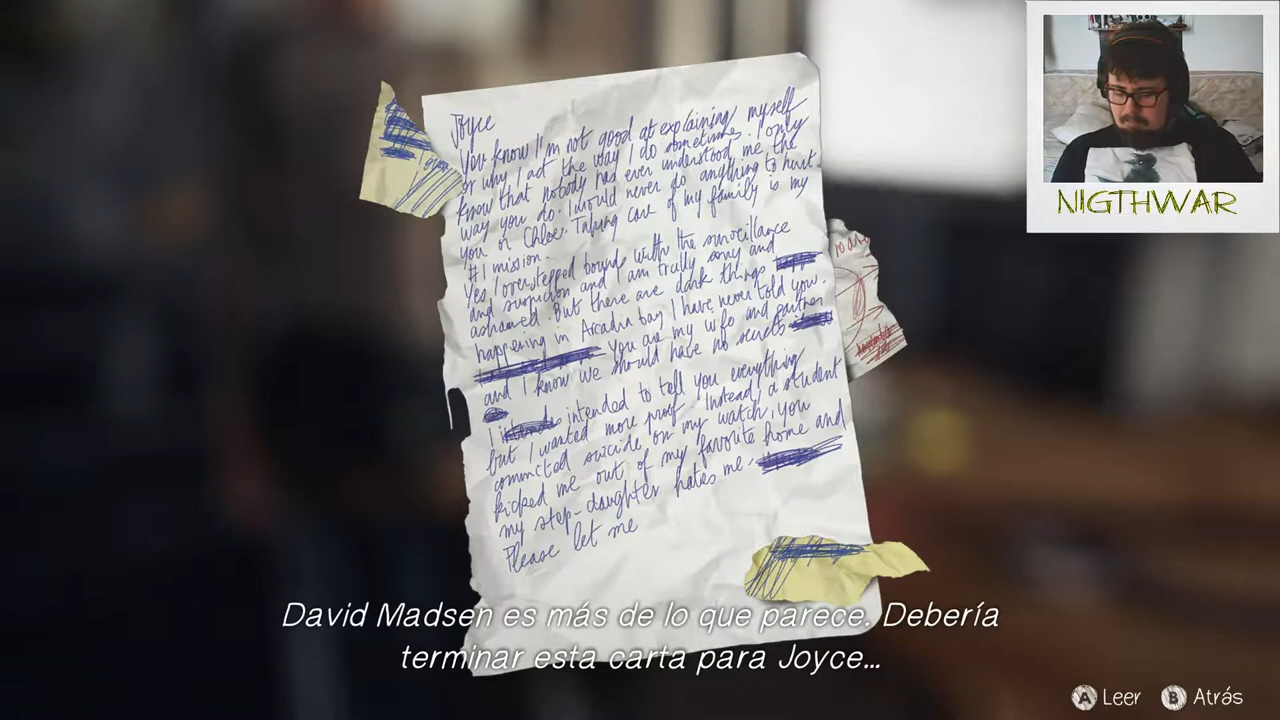 Joyce
You know I'm not good at explaining myself
or why I act the way I do sometimes. I only
know that nobody had ever understood me the
way you do. I would never do anything to hurt
you or Chloe. Taking care of my family is my
#1 mission.
Yes, I overstepped bounds with the surveillance
and suspicion and I am trully sorry and
ashamed. But there are dark things
happening in Arcadia bay I have never told you.
You are my wife and partner
and I know we should have no secrets
I intended to tell you everything
but I wanted more proof. Instead, a student
committed suicide on my watch, you
kicked me out of my favorite home and
my step-daughter hates me.
Please let me
NIGTHWAR
David Madsen es más de lo que parece. Debería
terminar esta carta para Joyce...
A Leer B Atrás